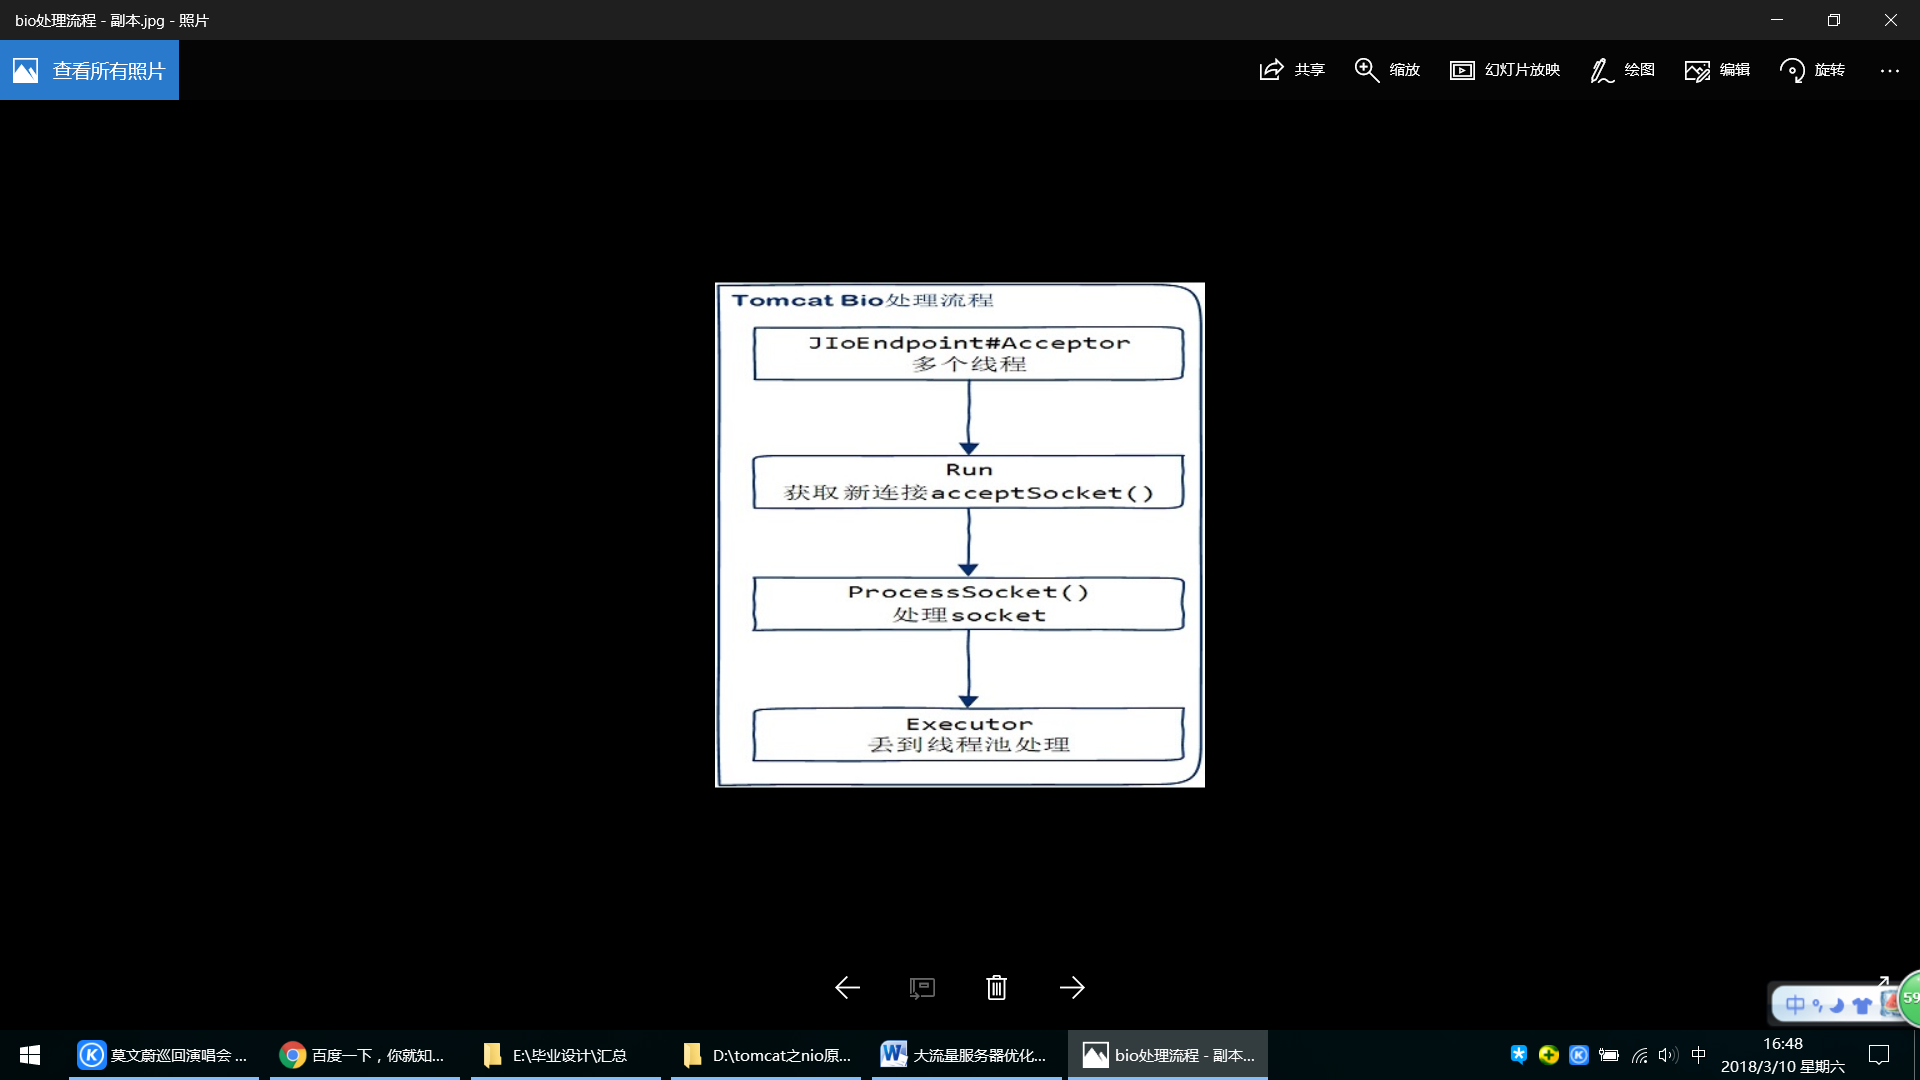 bio处理流程 - 副本.jpg - 照片
查看所有照片
共享
缩放
幻灯片放映
绘图
编辑
旋转
Tomcat Bio处理流程
JIoEndpoint#Acceptor
多个线程
Run
获取新连接acceptSocket()
ProcessSocket()
处理socket
Executor
丢到线程池处理
中
59
莫文蔚巡回演唱会 ...
百度一下，你就知...
E:\毕业设计\汇总
D:\tomcat之nio原...
大流量服务器优化...
bio处理流程 - 副本...
中
16:48
2018/3/10 星期六